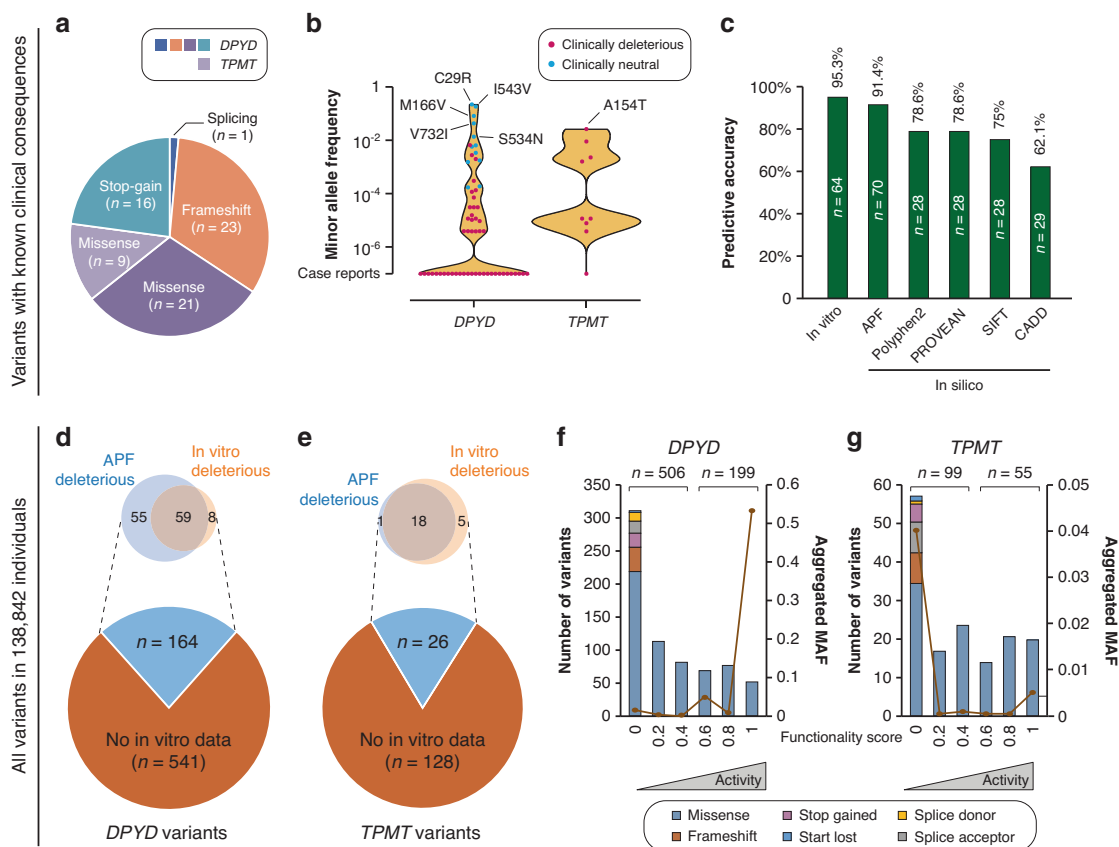 Variants with known clinical consequences
a
DPYD
TPMT
Splicing
(n = 1)
Stop-gain
(n = 16)
Frameshift
(n = 23)
Missense
(n = 9)
Missense
(n = 21)
b
Clinically deleterious
Clinically neutral
Minor allele frequency
1
10-2
10-4
10-6
Case reports
C29R
I543V
M166V
V732I
S534N
A154T
DPYD
TPMT
c
Predictive accuracy
100%
80%
60%
40%
20%
0
95.3%
91.4%
78.6%
78.6%
75%
62.1%
n = 64
n = 70
n = 28
n = 28
n = 28
n = 29
In vitro
APF
Polyphen2
PROVEAN
SIFT
CADD
In silico
All variants in 138,842 individuals
d
APF
deleterious
In vitro
deleterious
55
59
8
n = 164
No in vitro data
(n = 541)
DPYD variants
e
APF
deleterious
In vitro
deleterious
1
18
5
n = 26
No in vitro data
(n = 128)
TPMT variants
f
DPYD
n = 506
n = 199
Number of variants
350
300
250
200
150
100
50
0
0.6
0.5
0.4
0.3
0.2
0.1
0
Aggregated MAF
0
0.2
0.4
0.6
0.8
1
Activity
Functionality score
g
TPMT
n = 99
n = 55
Number of variants
60
50
40
30
20
10
0
0.05
0.04
0.03
0.02
0.01
0
Aggregated MAF
0
0.2
0.4
0.6
0.8
1
Activity
Missense
Stop gained
Splice donor
Frameshift
Start lost
Splice acceptor